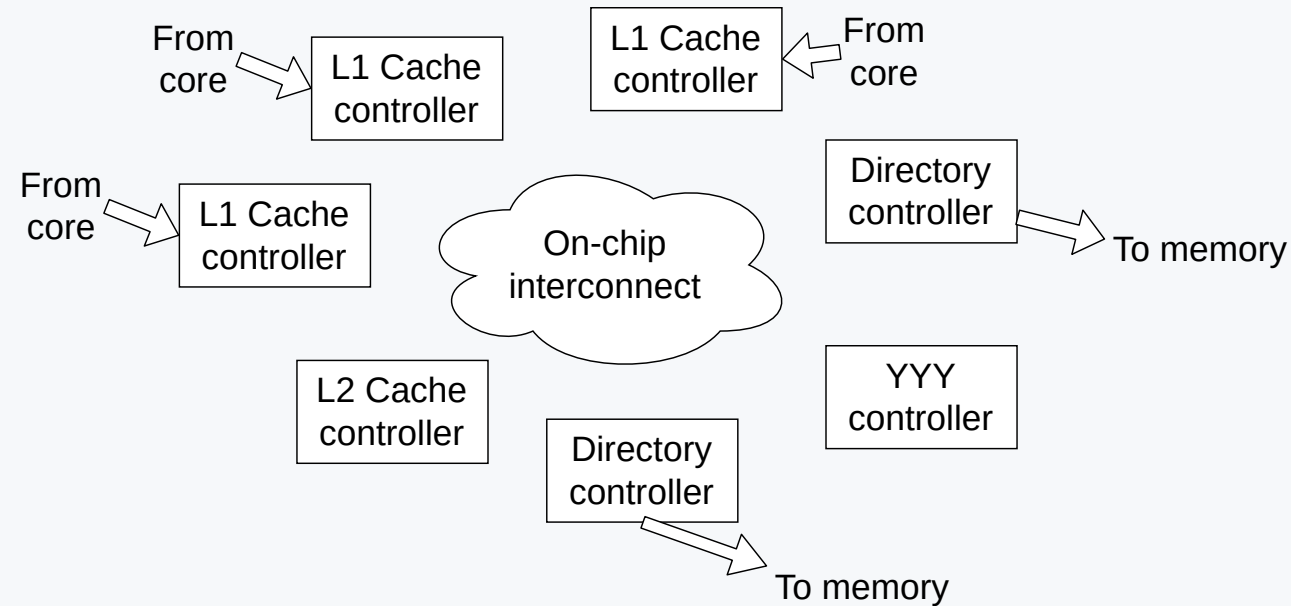 From
core
L1 Cache
controller
L1 Cache
controller
From
core
From
core
L1 Cache
controller
Directory
controller
To memory
On-chip
interconnect
L2 Cache
controller
YYY
controller
Directory
controller
To memory